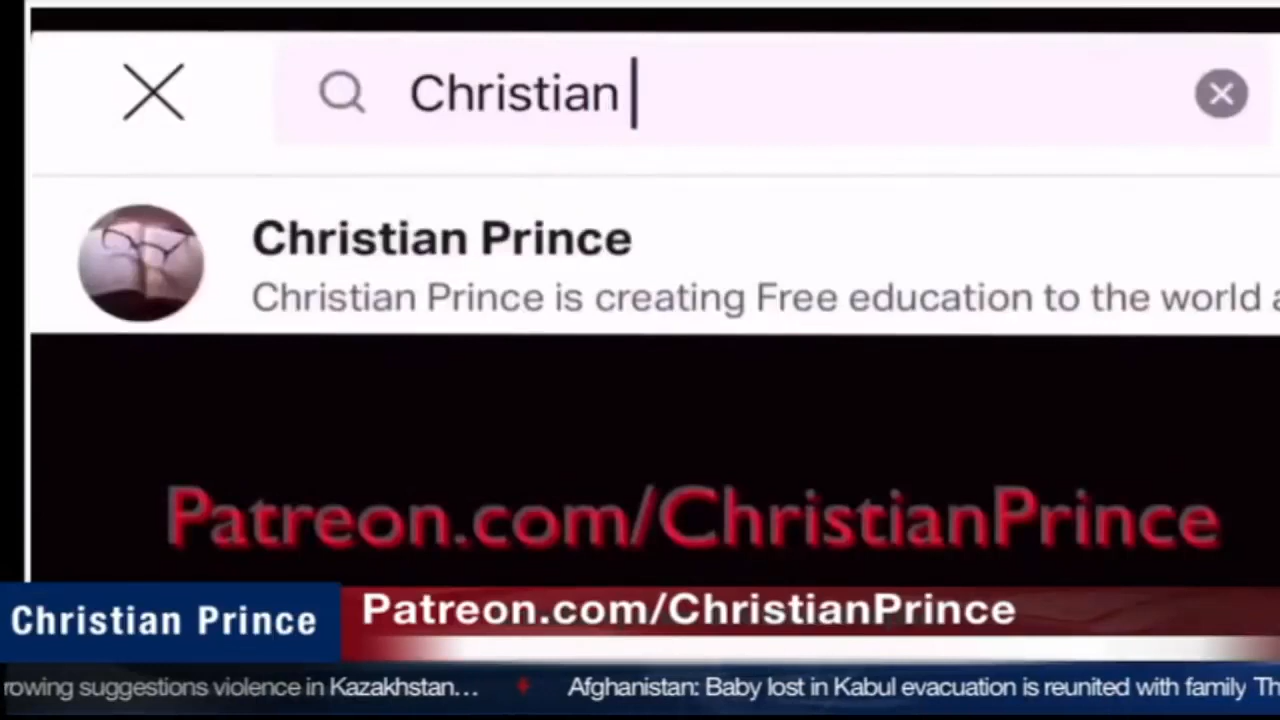 Christian
Christian Prince
Christian Prince is creating Free education to the world
Patreon.com/ChristianPrince
Christian Prince
Patreon.com/ChristianPrince
rowing suggestions violence in Kazakhstan... Afghanistan: Baby lost in Kabul evacuation is reunited with family Th